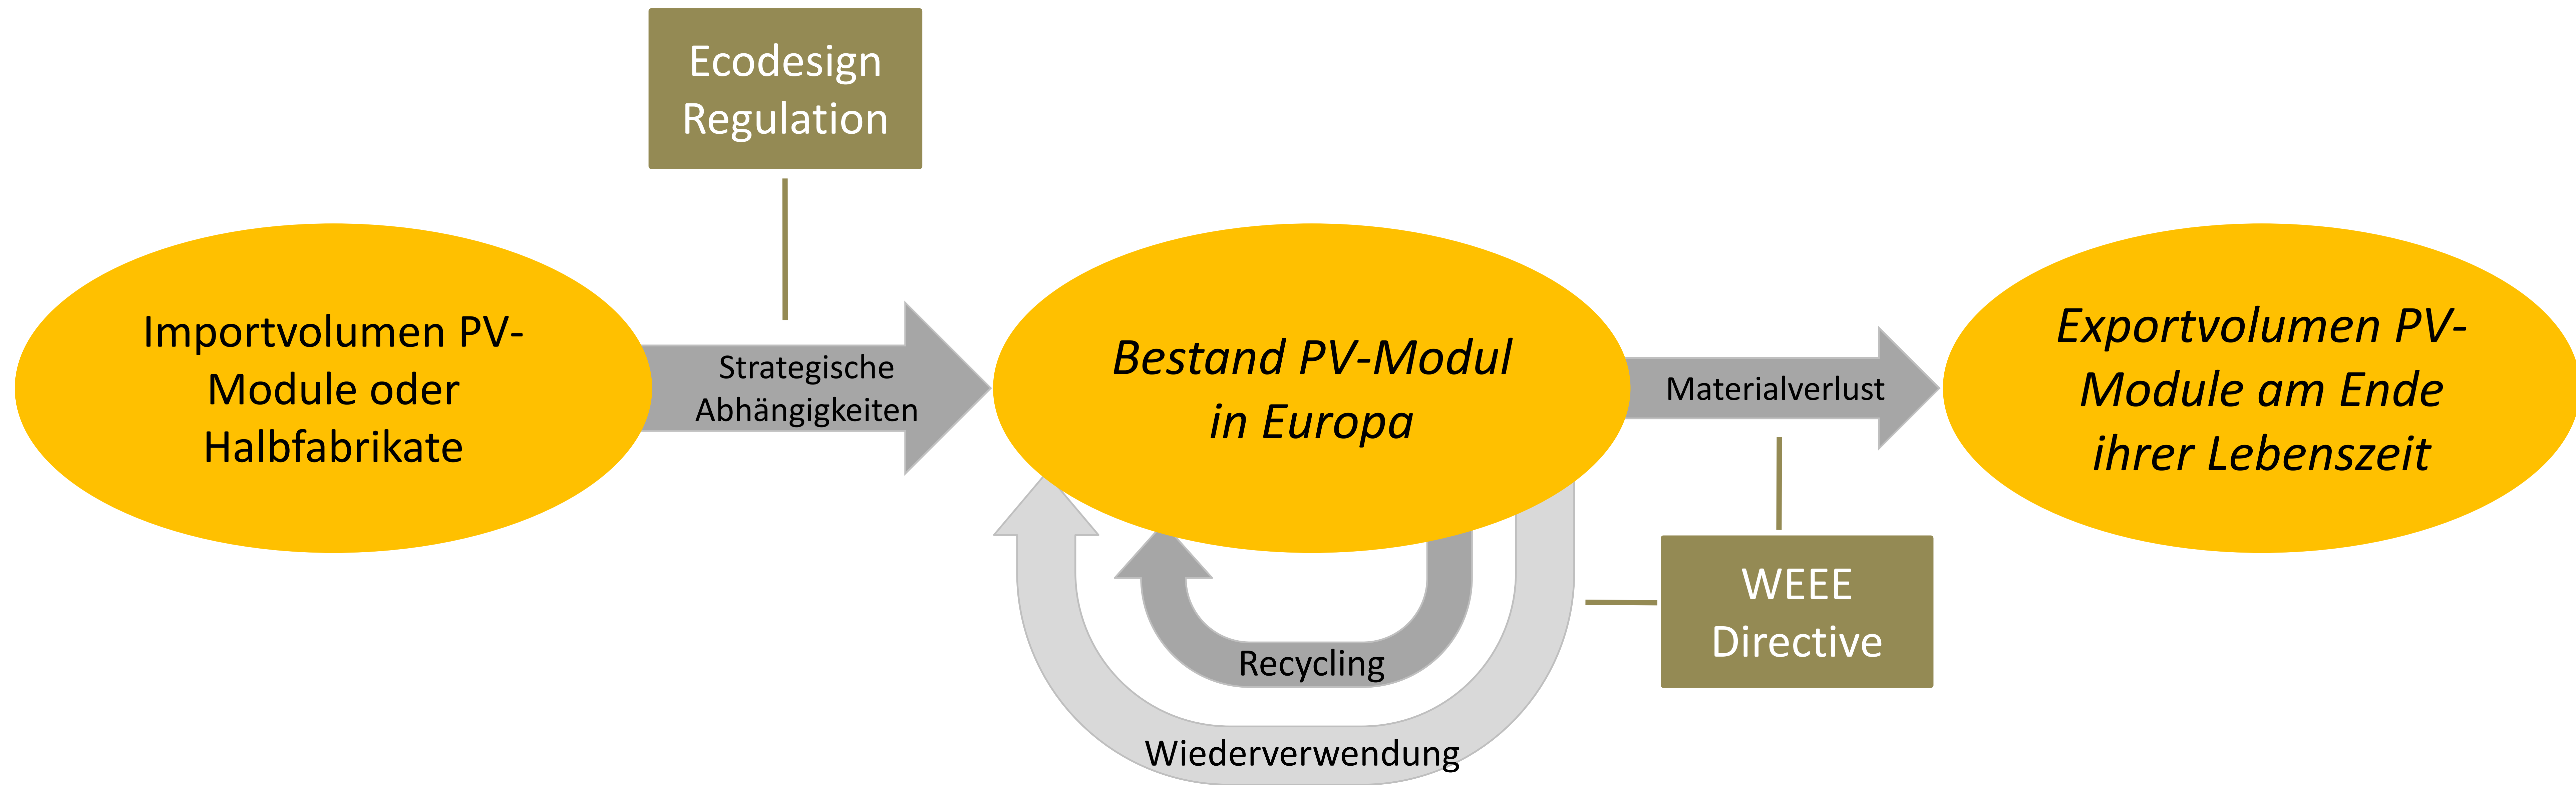 Ecodesign
Regulation
Importvolumen PV-
Module oder
Halbfabrikate
Strategische
Abhängigkeiten
Bestand PV-Modul
in Europa
Materialverlust
Exportvolumen PV-
Module am Ende
ihrer Lebenszeit
WEEE
Directive
Recycling
Wiederverwendung